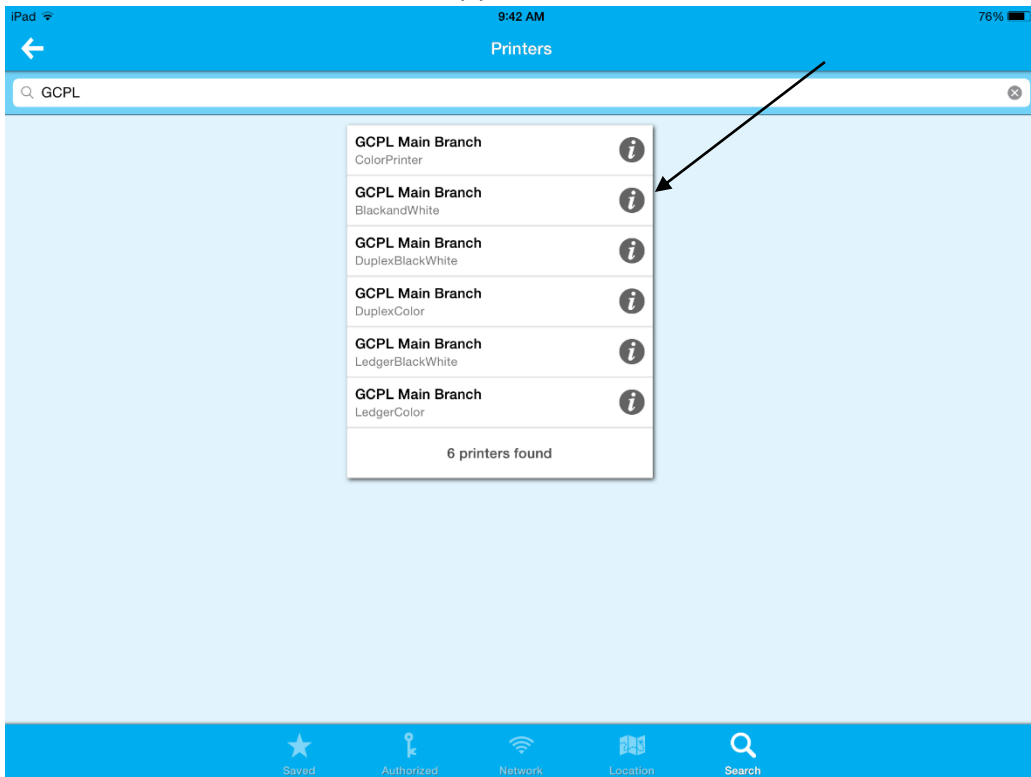 iPad 9:42 AM 76%
Printers
GCPL
GCPL Main Branch
ColorPrinter
GCPL Main Branch
BlackandWhite
GCPL Main Branch
DuplexBlackWhite
GCPL Main Branch
DuplexColor
GCPL Main Branch
LedgerBlackWhite
GCPL Main Branch
LedgerColor
6 printers found
Saved Authorized Network Location Search